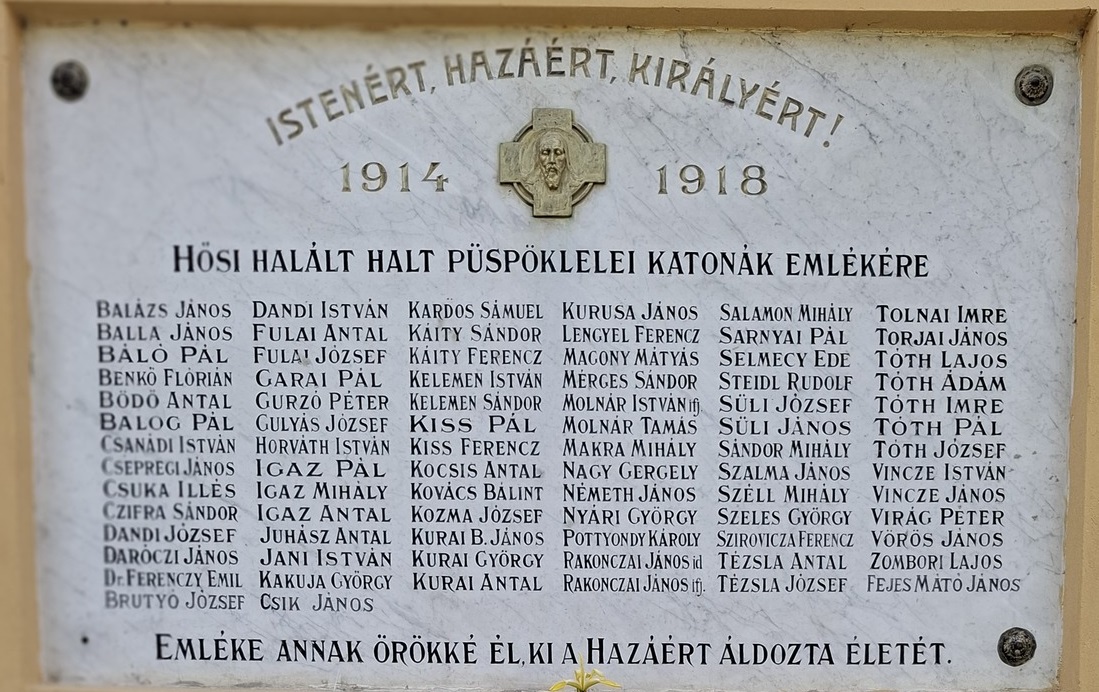 ISTENÉRT, HAZÁÉRT, KIRÁLYÉRT!
1914 1918
HŐSI HALÁLT HALT PÜSPÖKLELEI KATONÁK EMLÉKÉRE
BALÁZS JÁNOS DANDI ISTVÁN KARDOS SÁMUEL KURUSA JÁNOS SALAMON MIHÁLY TOLNAI IMRE
BALLA JÁNOS FULAI ANTAL KÁITY SÁNDOR LENGYEL FERENCZ SARNYAI PÁL TORJAI JÁNOS
BÁLÓ PÁL FULAI JÓZSEF KÁITY FERENCZ MAGONY MÁTYÁS SELMECY EDE TÓTH LAJOS
BENKŐ FLÓRIÁN GARAI PÁL KELEMEN ISTVÁN MÉRGES SÁNDOR STEIDL RUDOLF TÓTH ÁDÁM
BÖDŐ ANTAL GURZÓ PÉTER KELEMEN SÁNDOR MOLNÁR ISTVÁN ifj. SÜLI JÓZSEF TÓTH IMRE
BALOG PÁL GULYÁS JÓZSEF KISS PÁL MOLNÁR TAMÁS SÜLI JÁNOS TÓTH PÁL
CSANÁDI ISTVÁN HORVÁTH ISTVÁN KISS FERENCZ MAKRA MIHÁLY SÁNDOR MIHÁLY TÓTH JÓZSEF
CSEPREGI JÁNOS IGAZ PÁL KOCSIS ANTAL NAGY GERGELY SZALMA JÁNOS VINCZE ISTVÁN
CSUKA ILLÉS IGAZ MIHÁLY KOVÁCS BÁLINT NÉMETH JÁNOS SZÉLL MIHÁLY VINCZE JÁNOS
CZIFRA SÁNDOR IGAZ ANTAL KOZMA JÓZSEF NYÁRI GYÖRGY SZELES GYÖRGY VIRÁG PÉTER
DANDI JÓZSEF JUHÁSZ ANTAL KURAI B. JÁNOS POTTYONDY KÁROLY SZIROVICZA FERENCZ VÖRÖS JÁNOS
DARÓCZI JÁNOS JANI ISTVÁN KURAI GYÖRGY RAKONCZAI JÁNOS id TÉZSLA ANTAL ZOMBORI LAJOS
Dr. FERENCZY EMIL KAKUJA GYÖRGY KURAI ANTAL RAKONCZAI JÁNOS ifj. TÉZSLA JÓZSEF FEJES MÁTÓ JÁNOS
BRUTYÓ JÓZSEF CSIK JÁNOS
EMLÉKE ANNAK ÖRÖKKÉ ÉL, KI A HAZÁÉRT ÁLDOZTA ÉLETÉT.